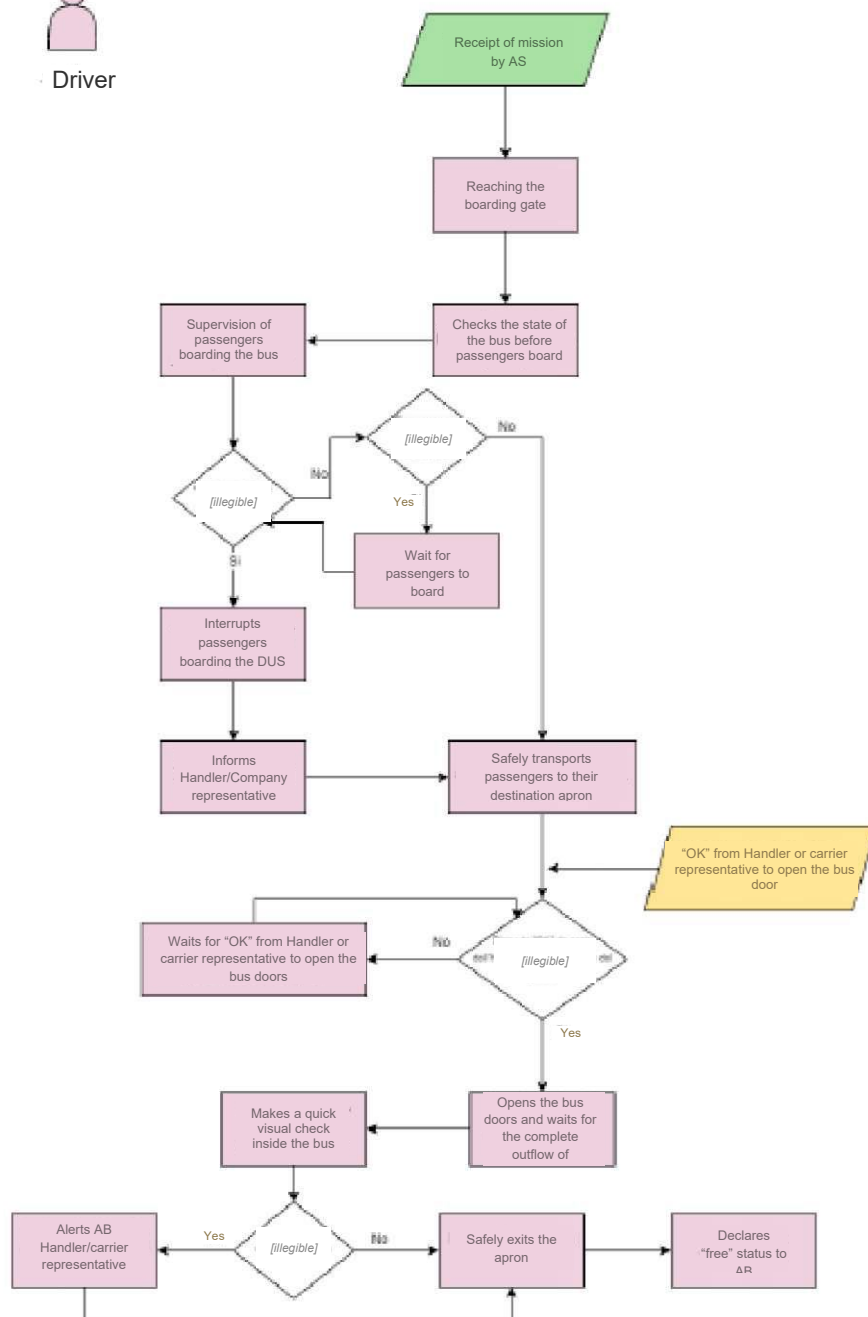 Driver
Receipt of mission
by AS
Reaching the
boarding gate
Supervision of
passengers
boarding the bus
Checks the state of
the bus before
passengers board
[illegible]
No
[illegible]
No
Yes
Wait for
passengers to
board
Si
Interrupts
passengers
boarding the DUS
Informs
Handler/Company
representative
Safely transports
passengers to their
destination apron
“OK” from Handler or carrier
representative to open the bus
door
Waits for “OK” from Handler or
carrier representative to open the
bus doors
No
[illegible]
Yes
Makes a quick
visual check
inside the bus
Opens the bus
doors and waits for
the complete
outflow of
Alerts AB
Handler/carrier
representative
Yes
[illegible]
No
Safely exits the
apron
Declares
“free” status to
AB